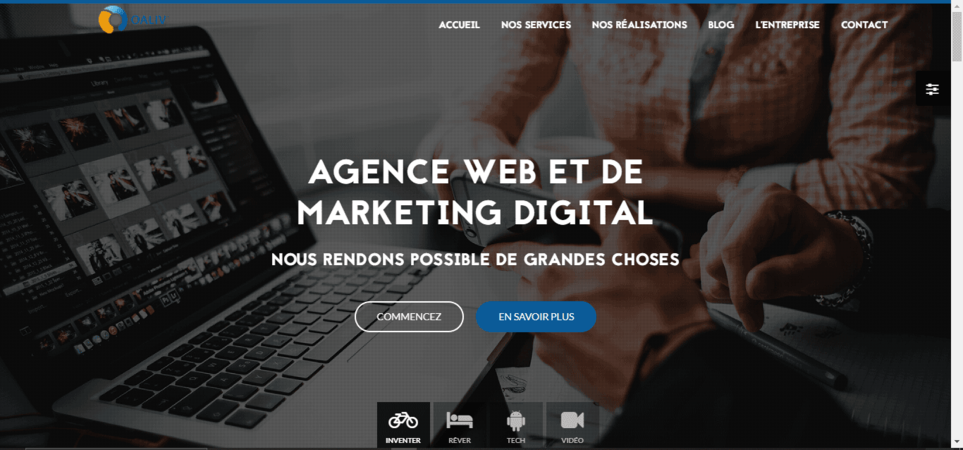 ACCUEIL NOS SERVICES NOS RÉALISATIONS BLOG L'ENTREPRISE CONTACT
Library
AGENCE WEB ET DE
MARKETING DIGITAL
NOUS RENDONS POSSIBLE DE GRANDES CHOSES
COMMENCEZ EN SAVOIR PLUS
INVENTER RÊVER TECH VIDÉO